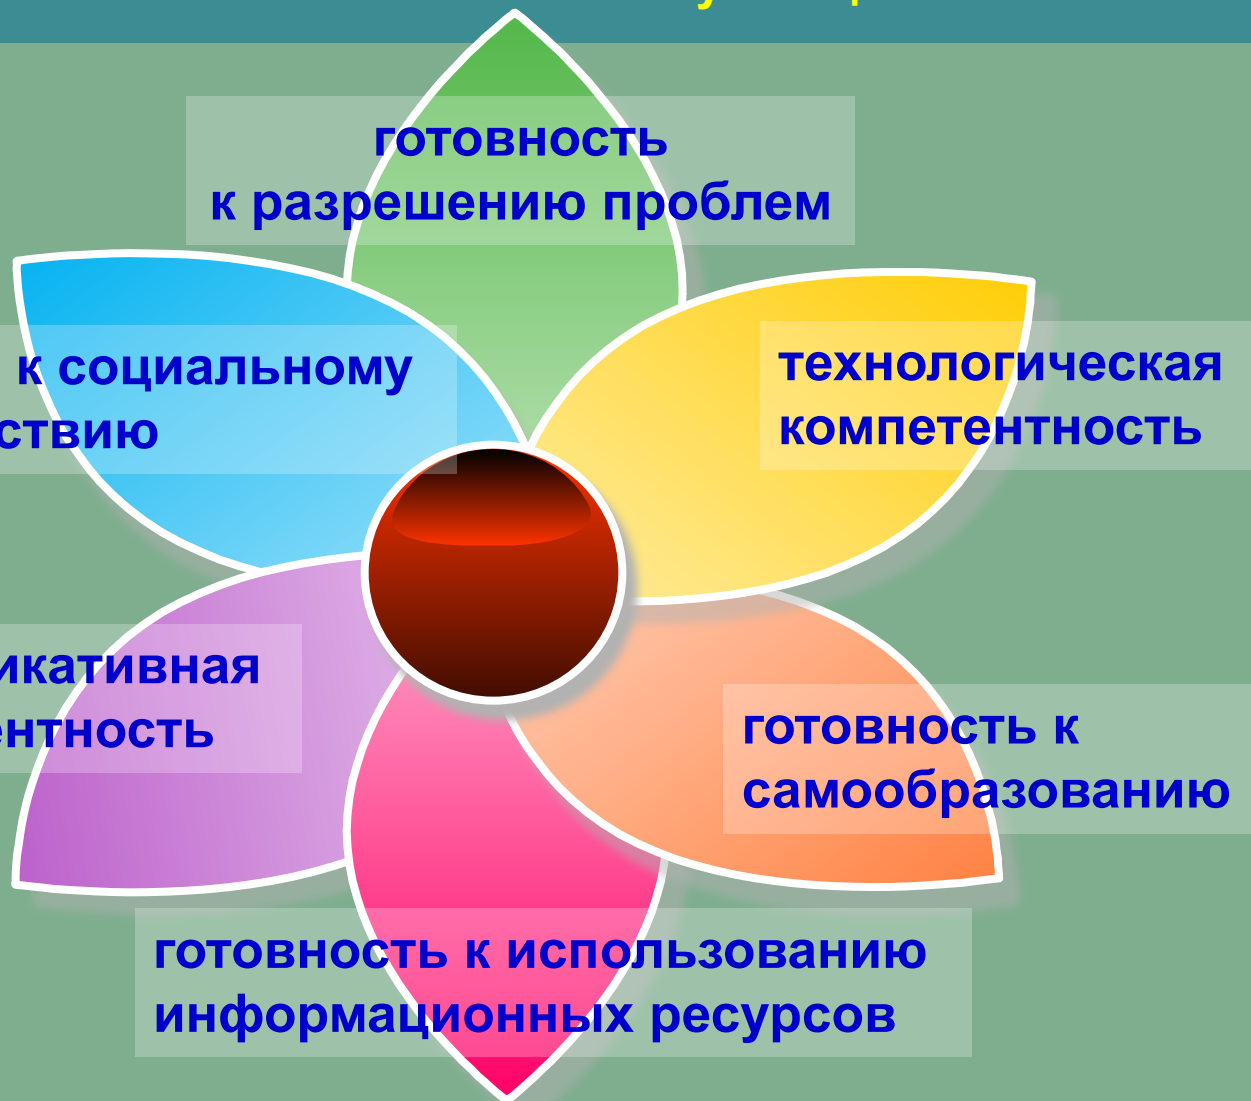 готовность
к разрешению проблем
к социальному
ствию
технологическая
компетентность
икативная
ентность
готовность к
самообразованию
готовность к использованию
информационных ресурсов